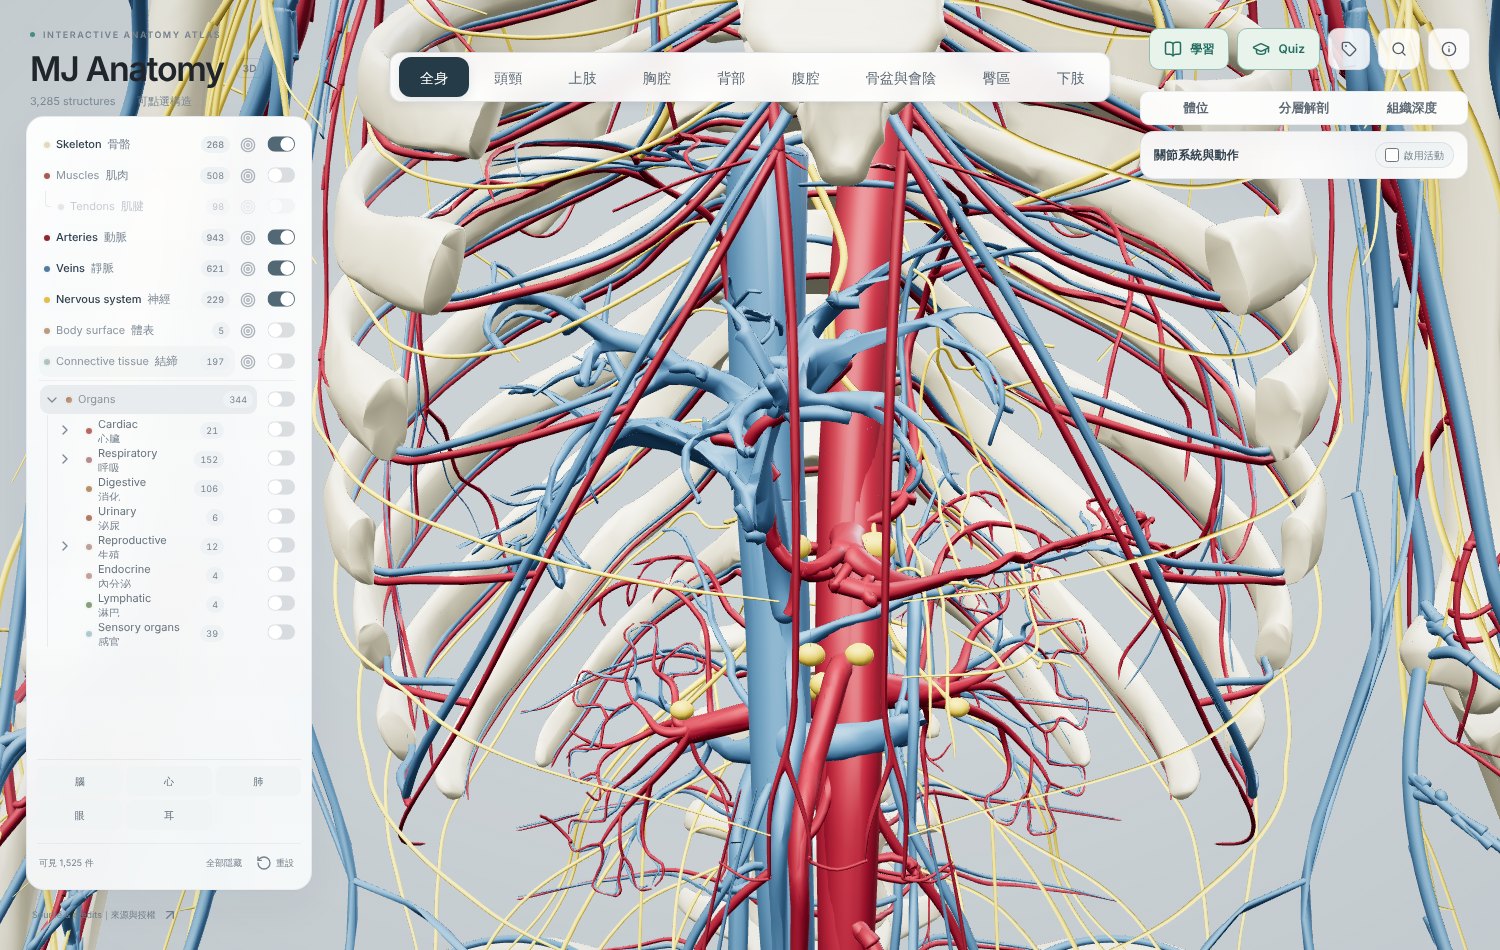 INTERACTIVE ANATOMY ATLAS
MJ Anatomy 3D
3,285 structures 可點選構造
全身 頭頸 上肢 胸腔 背部 腹腔 骨盆與會陰 臀區 下肢
學習 Quiz
體位 分層解剖 組織深度
關節系統與動作 啟用活動
Skeleton 骨骼 268
Muscles 肌肉 508
Tendons 肌腱 98
Arteries 動脈 943
Veins 靜脈 621
Nervous system 神經 229
Body surface 體表 5
Connective tissue 結締 197
Organs 344
Cardiac 21
心臟
Respiratory 152
呼吸
Digestive 106
消化
Urinary 6
泌尿
Reproductive 12
生殖
Endocrine 4
內分泌
Lymphatic 4
淋巴
Sensory organs 39
感官
腦 心 肺
眼 耳
可見 1,525 件 全部隱藏 重設
來源與授權